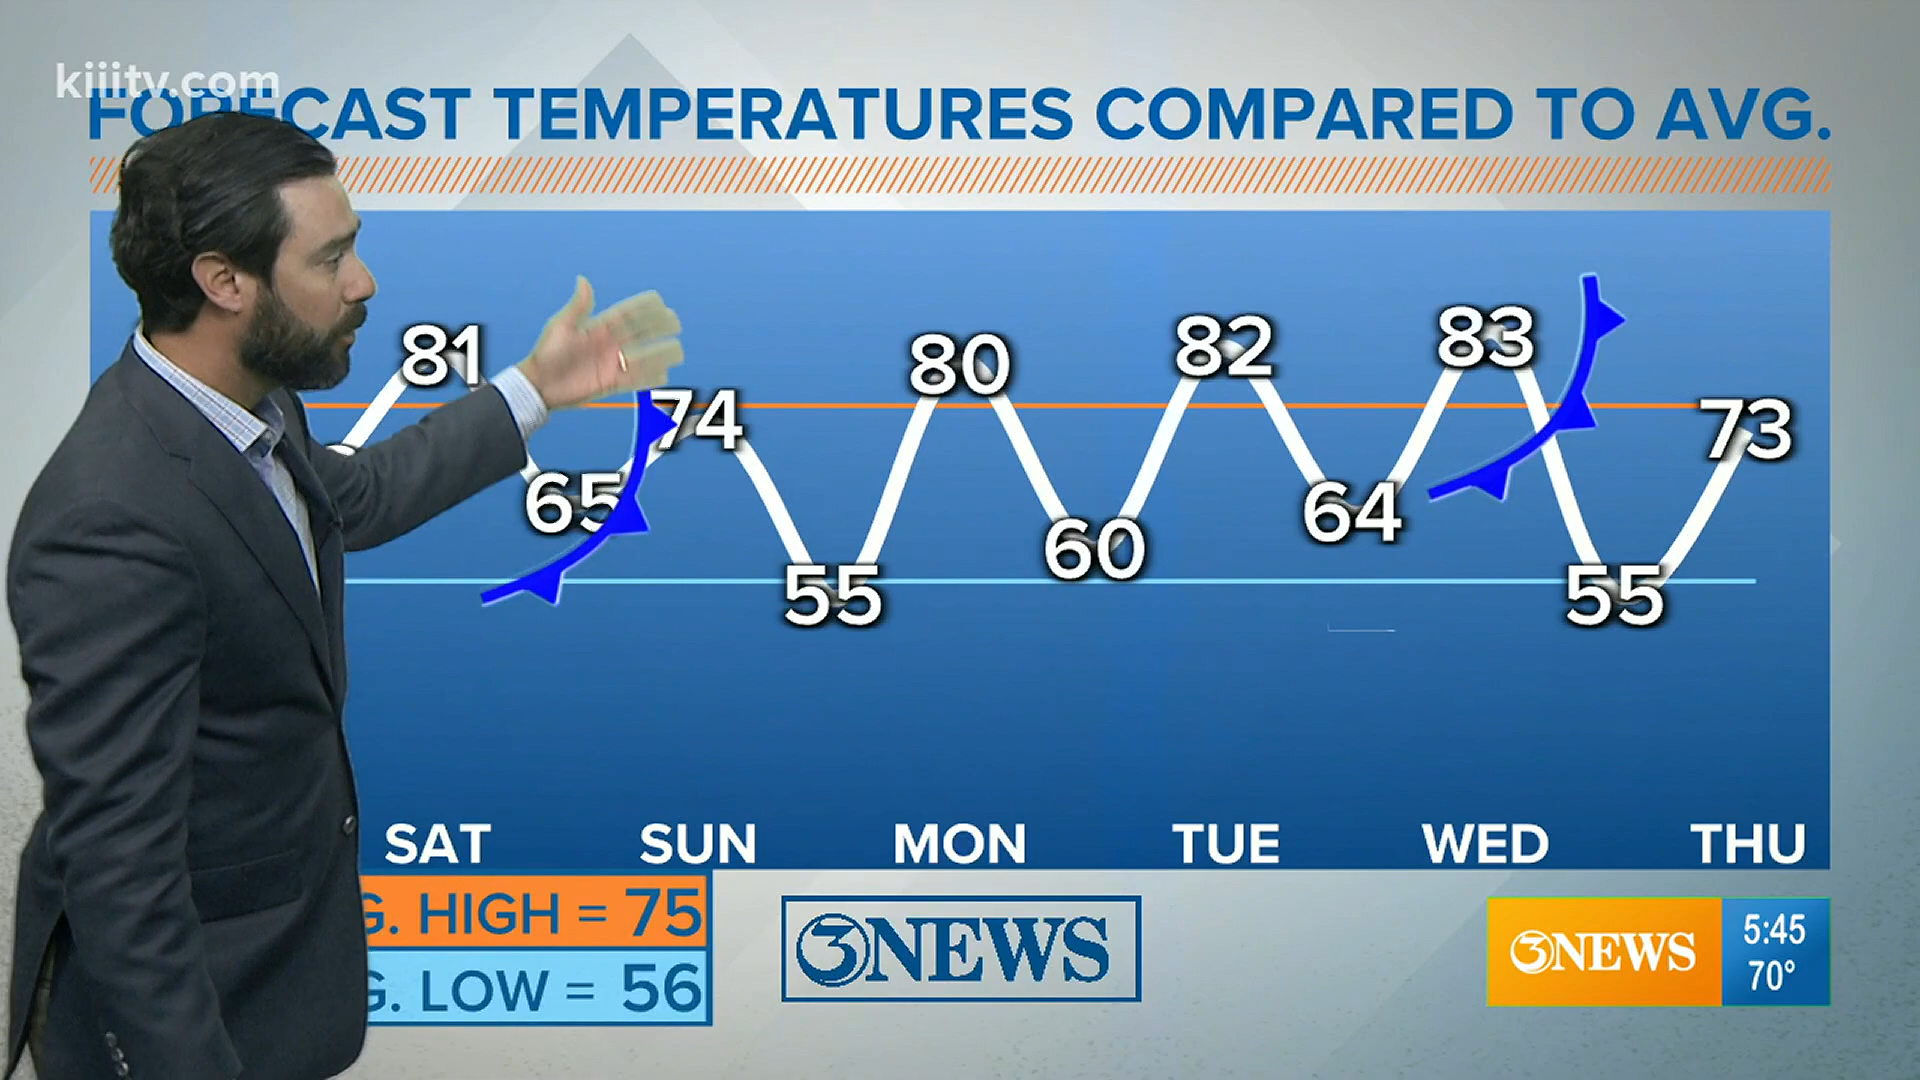 kiiitv.com
FORECAST TEMPERATURES COMPARED TO AVG.
81
65
74
55
80
60
82
64
83
55
73
SAT SUN MON TUE WED THU
G. HIGH = 75
G. LOW = 56
3NEWS
3NEWS
5:45
70°